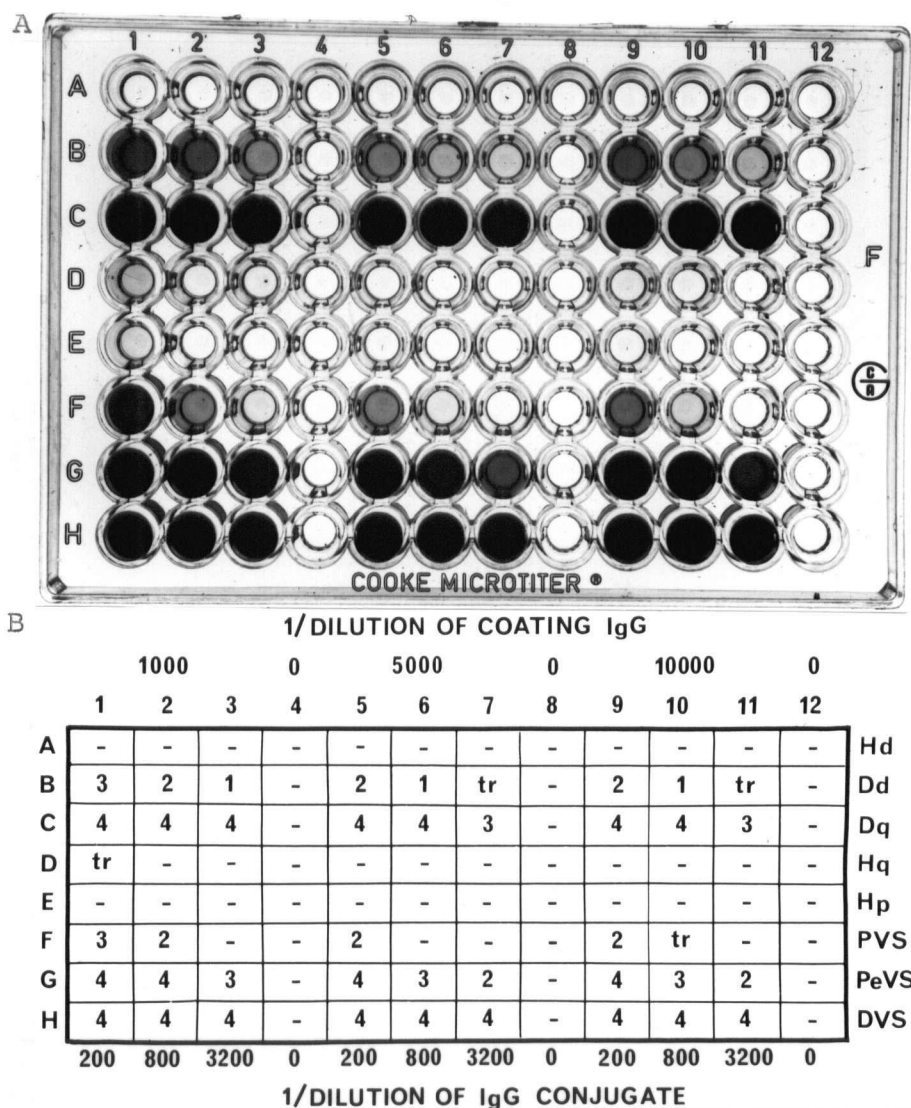 A
1 2 3 4 5 6 7 8 9 10 11 12
A
B
C
D
E
F
G
H
F
C
A
COOKE MICROTITER ®
B
1/DILUTION OF COATING IgG
1000 0 5000 0 10000 0
1 2 3 4 5 6 7 8 9 10 11 12
A - - - - - - - - - - - - Hd
B 3 2 1 - 2 1 tr - 2 1 tr - Dd
C 4 4 4 - 4 4 3 - 4 4 3 - Dq
D tr - - - - - - - - - - - Hq
E - - - - - - - - - - - - Hp
F 3 2 - - 2 - - - 2 tr - - PVS
G 4 4 3 - 4 3 2 - 4 3 2 - PeVS
H 4 4 4 - 4 4 4 - 4 4 4 - DVS
200 800 3200 0 200 800 3200 0 200 800 3200 0
1/DILUTION OF IgG CONJUGATE